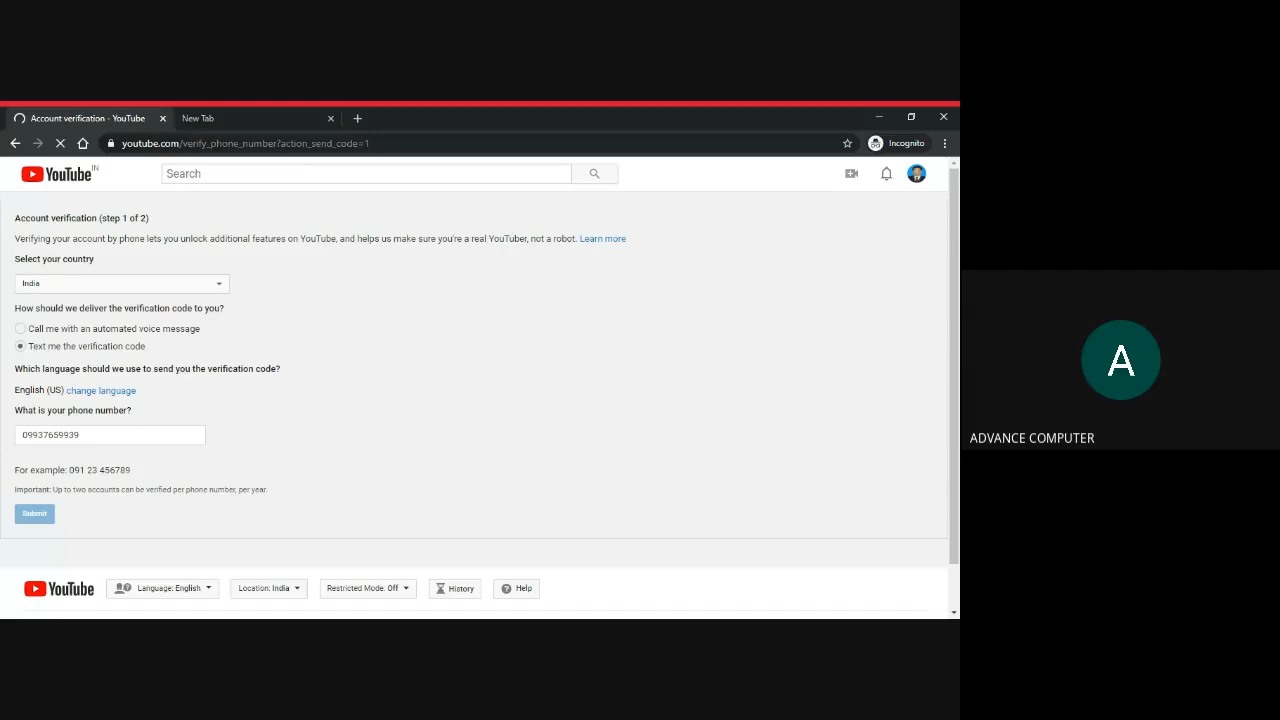 Account verification - YouTube
New Tab
youtube.com/verify_phone_number?action_send_code=1
Incognito
YouTube IN
Search
Account verification (step 1 of 2)
Verifying your account by phone lets you unlock additional features on YouTube, and helps us make sure you're a real YouTuber, not a robot. Learn more
Select your country
India
How should we deliver the verification code to you?
Call me with an automated voice message
Text me the verification code
Which language should we use to send you the verification code?
English (US) change language
What is your phone number?
09937659939
For example: 091 23 456789
Important: Up to two accounts can be verified per phone number, per year.
Submit
YouTube
Language: English
Location: India
Restricted Mode: Off
History
Help
A
ADVANCE COMPUTER